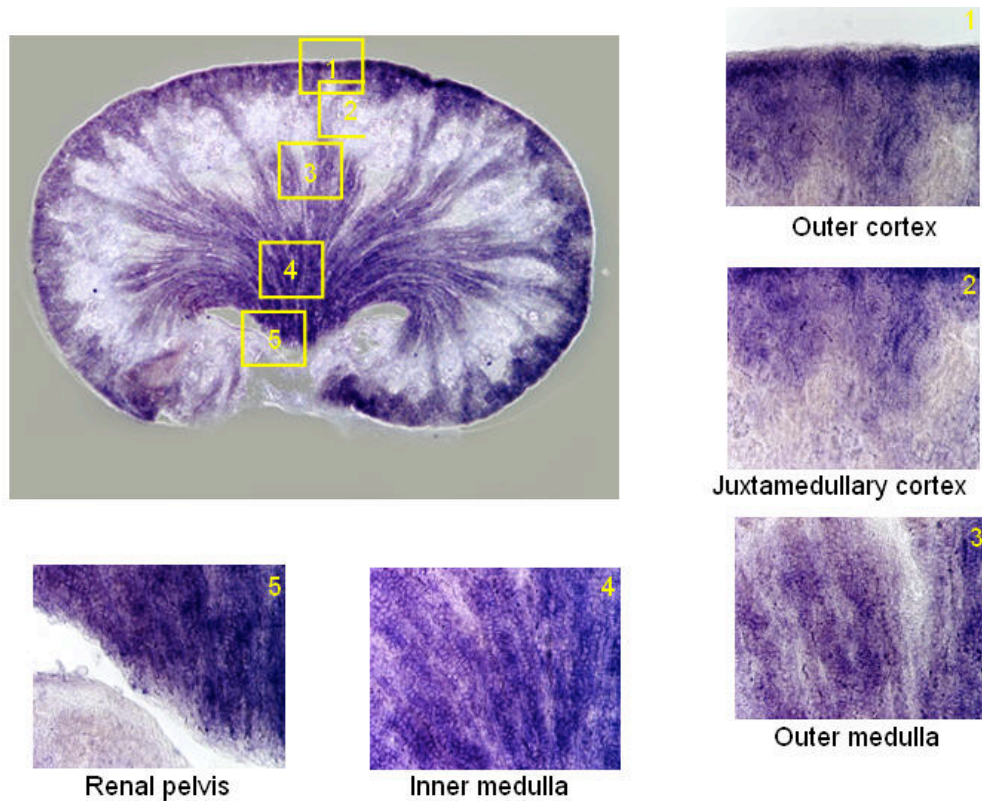 1
2
3
4
5
1
Outer cortex
2
Juxtamedullary cortex
3
Outer medulla
4
Inner medulla
5
Renal pelvis